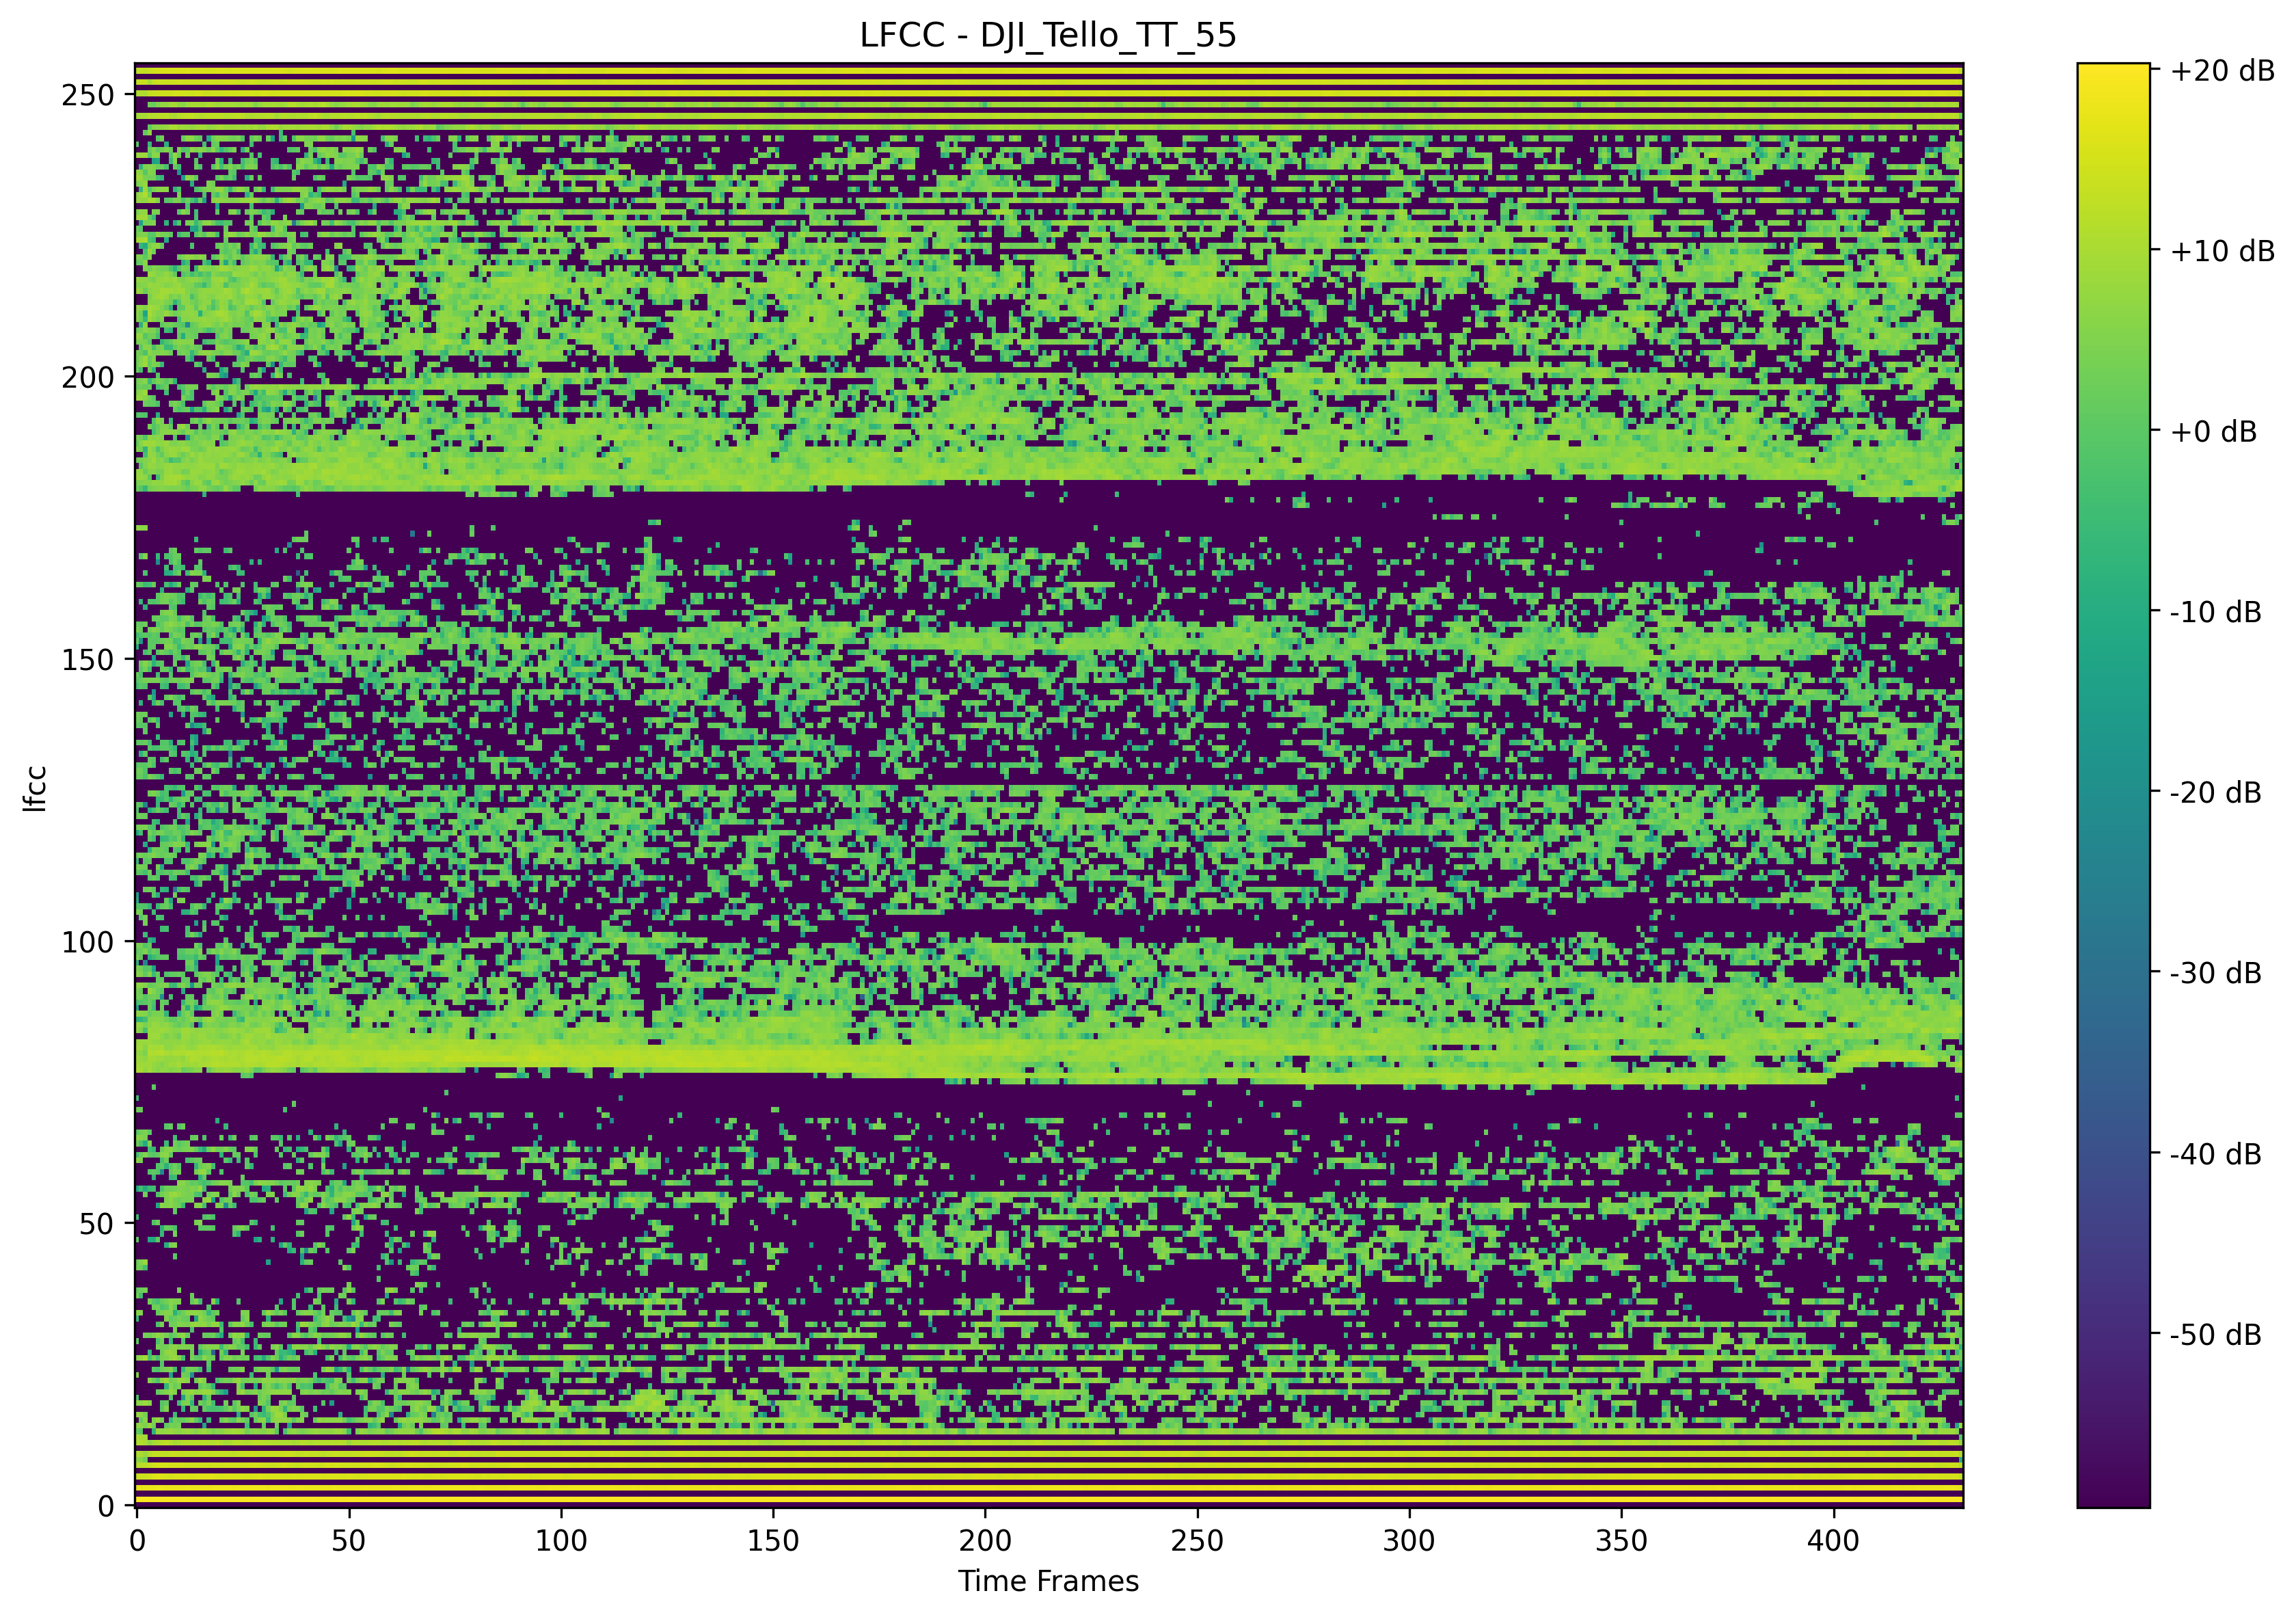 LFCC - DJI_Tello_TT_55
250
200
150
100
50
0
lfcc
0 50 100 150 200 250 300 350 400
Time Frames
+20 dB
+10 dB
+0 dB
-10 dB
-20 dB
-30 dB
-40 dB
-50 dB